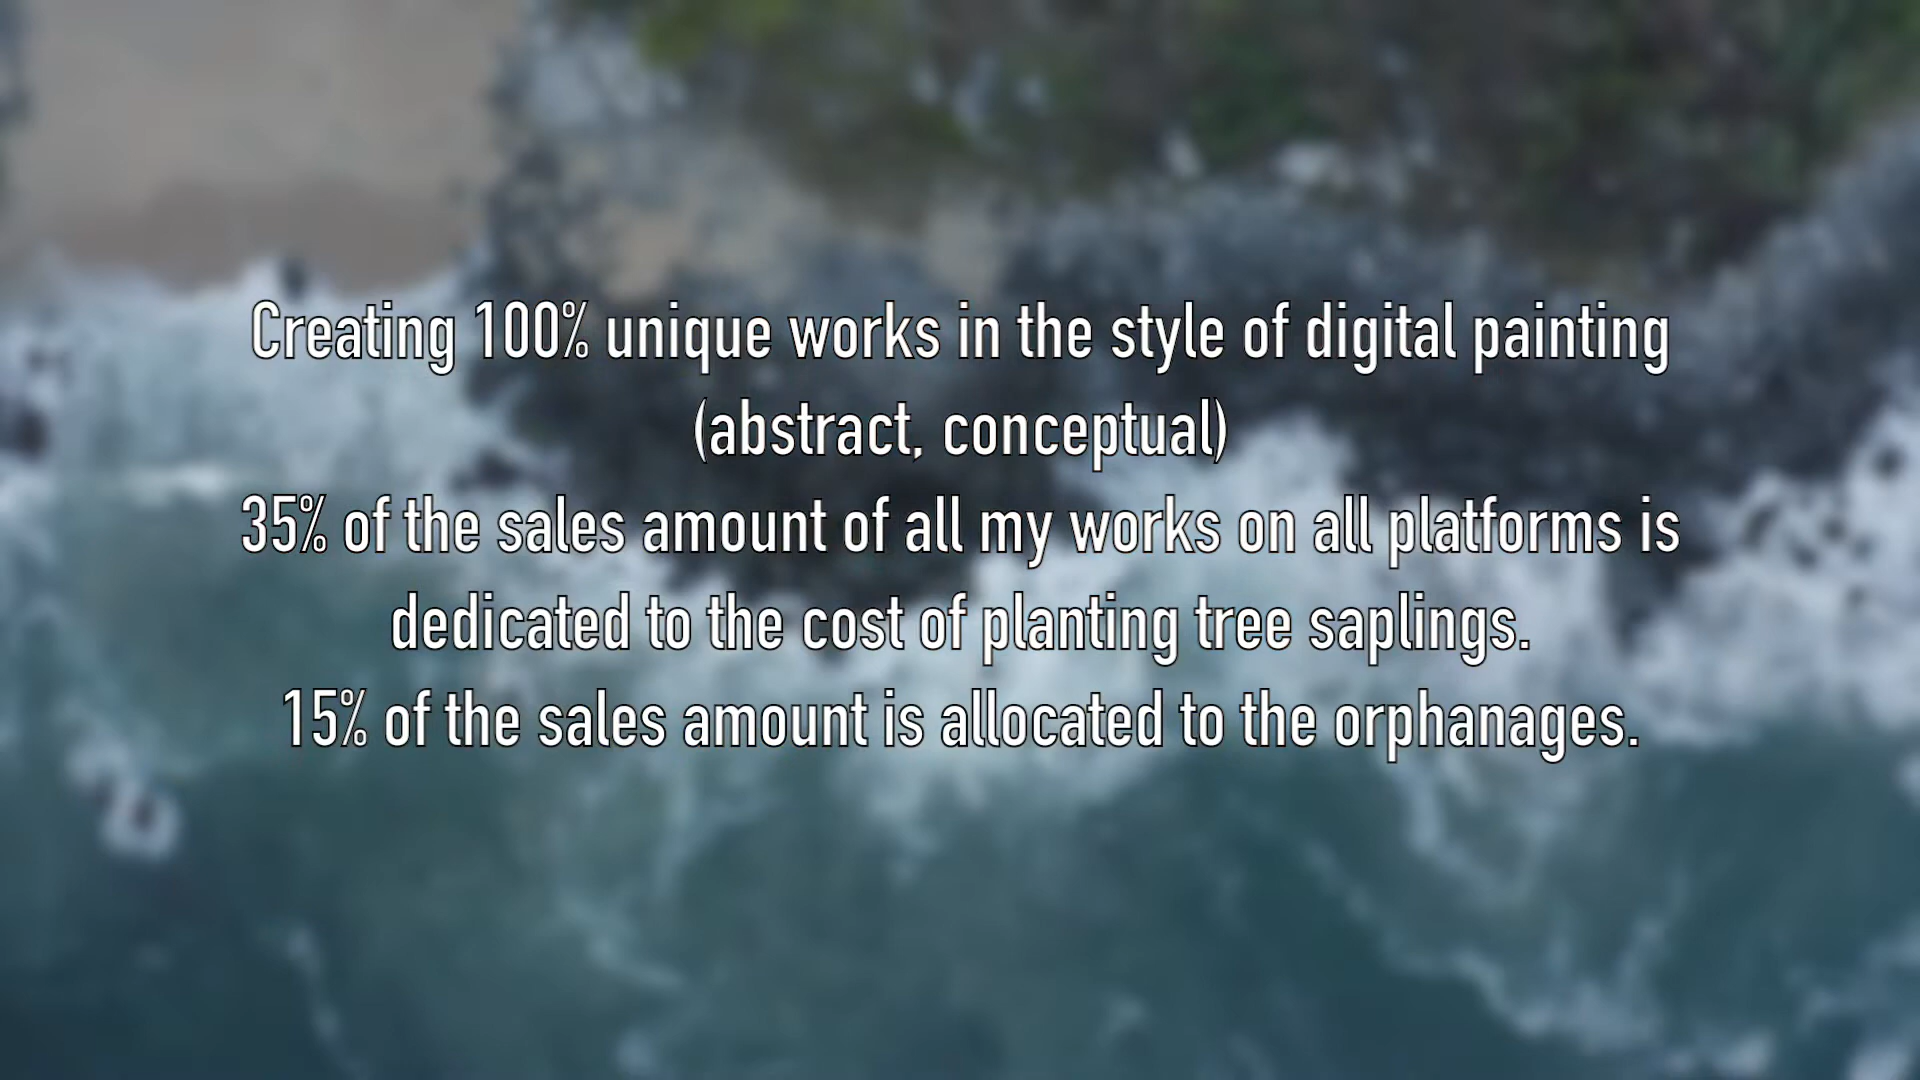 Creating 100% unique works in the style of digital painting
(abstract, conceptual)
35% of the sales amount of all my works on all platforms is
dedicated to the cost of planting tree saplings.
15% of the sales amount is allocated to the orphanages.